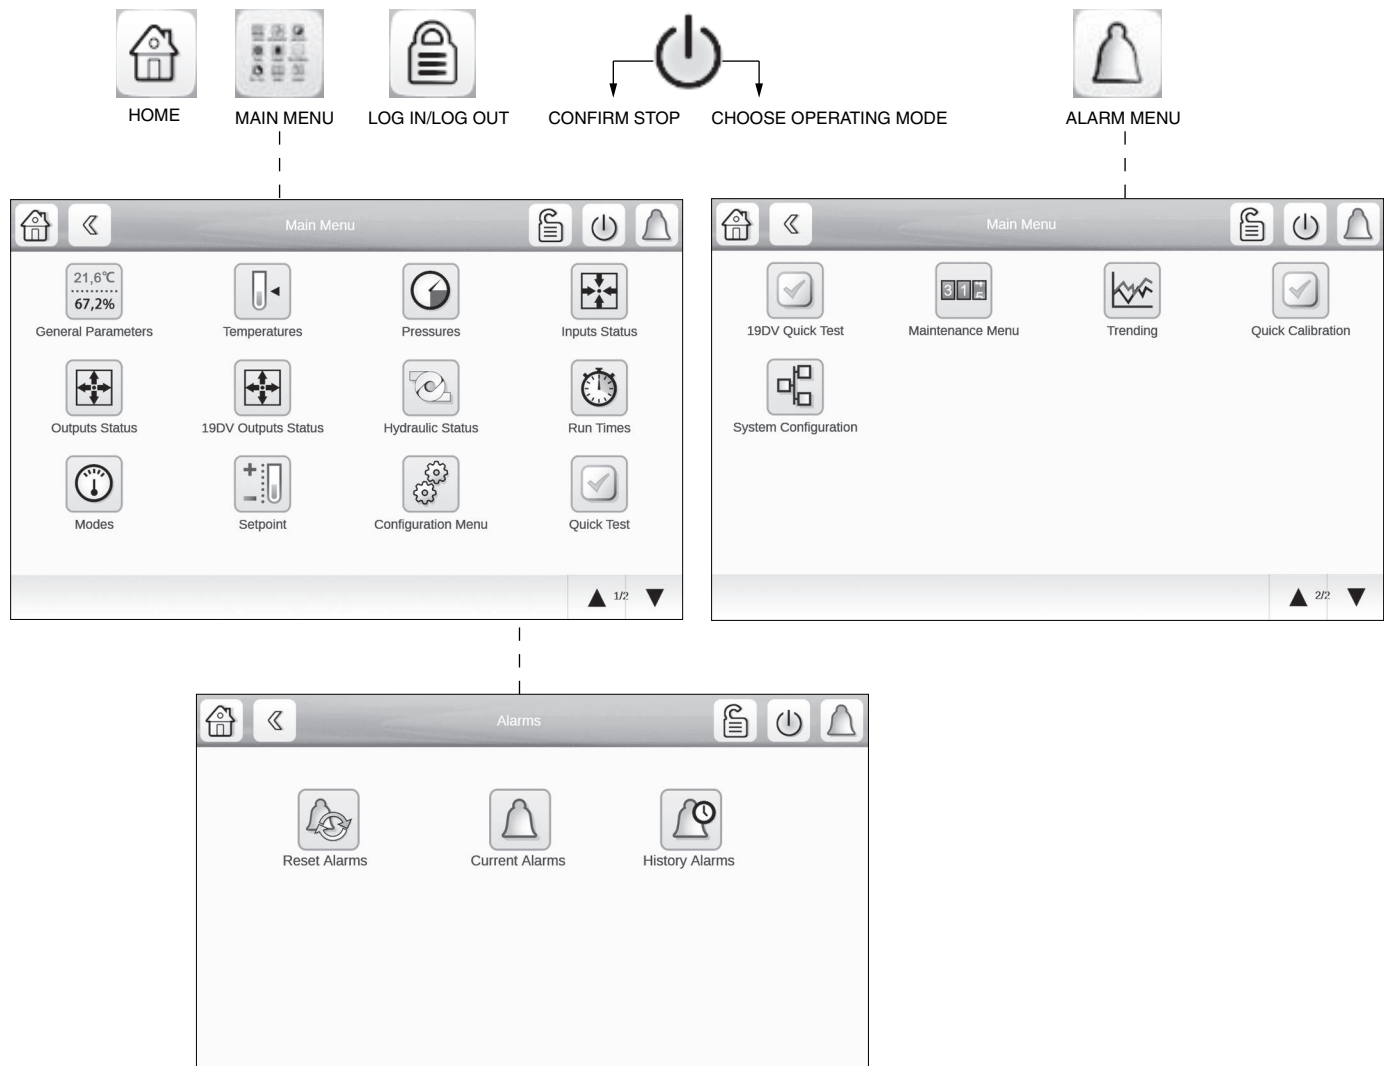 HOME
MAIN MENU
LOG IN/LOG OUT
CONFIRM STOP
CHOOSE OPERATING MODE
ALARM MENU
Main Menu
21,6°C
67,2%
General Parameters
Temperatures
Pressures
Inputs Status
Outputs Status
19DV Outputs Status
Hydraulic Status
Run Times
Modes
Setpoint
Configuration Menu
Quick Test
1/2
Main Menu
19DV Quick Test
Maintenance Menu
Trending
Quick Calibration
System Configuration
2/2
Alarms
Reset Alarms
Current Alarms
History Alarms